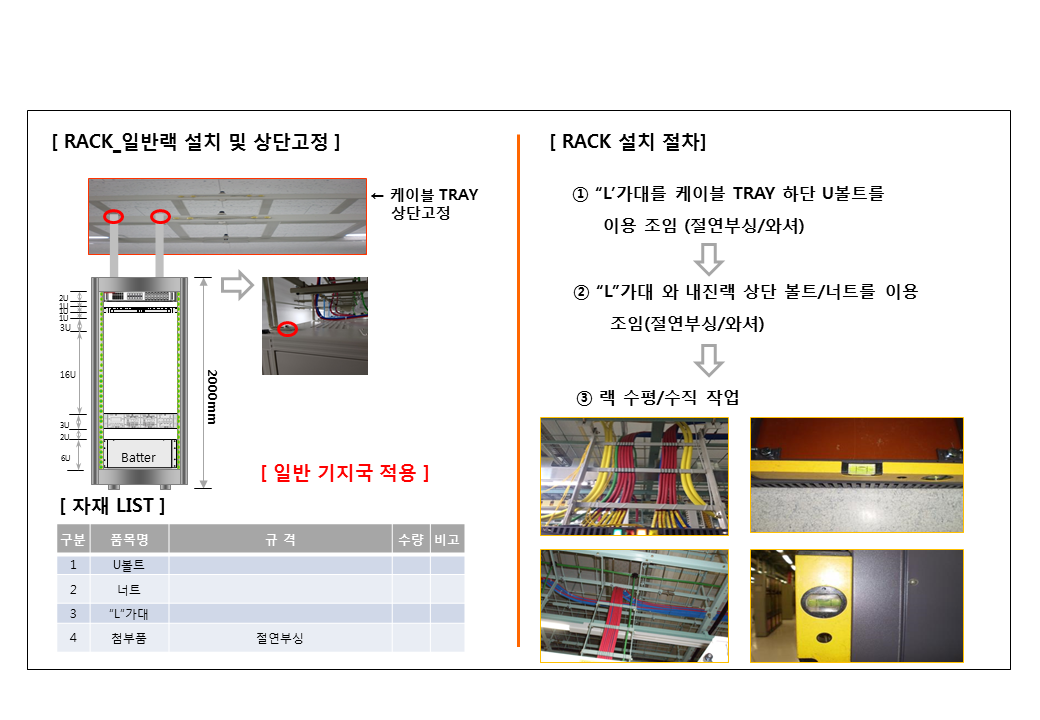 [ RACK_일반랙 설치 및 상단고정 ]
← 케이블 TRAY
상단고정
2U
1U
1U
1U
3U
16U
3U
2U
6U
Batter
2000mm
[ 일반 기지국 적용 ]
[ 자재 LIST ]
구분 품목명 규 격 수량 비고
1 U볼트
2 너트
3 “L”가대
4 첨부품 절연부싱
[ RACK 설치 절차]
① “L’가대를 케이블 TRAY 하단 U볼트를
이용 조임 (절연부싱/와셔)
② “L”가대 와 내진랙 상단 볼트/너트를 이용
조임(절연부싱/와셔)
③ 랙 수평/수직 작업